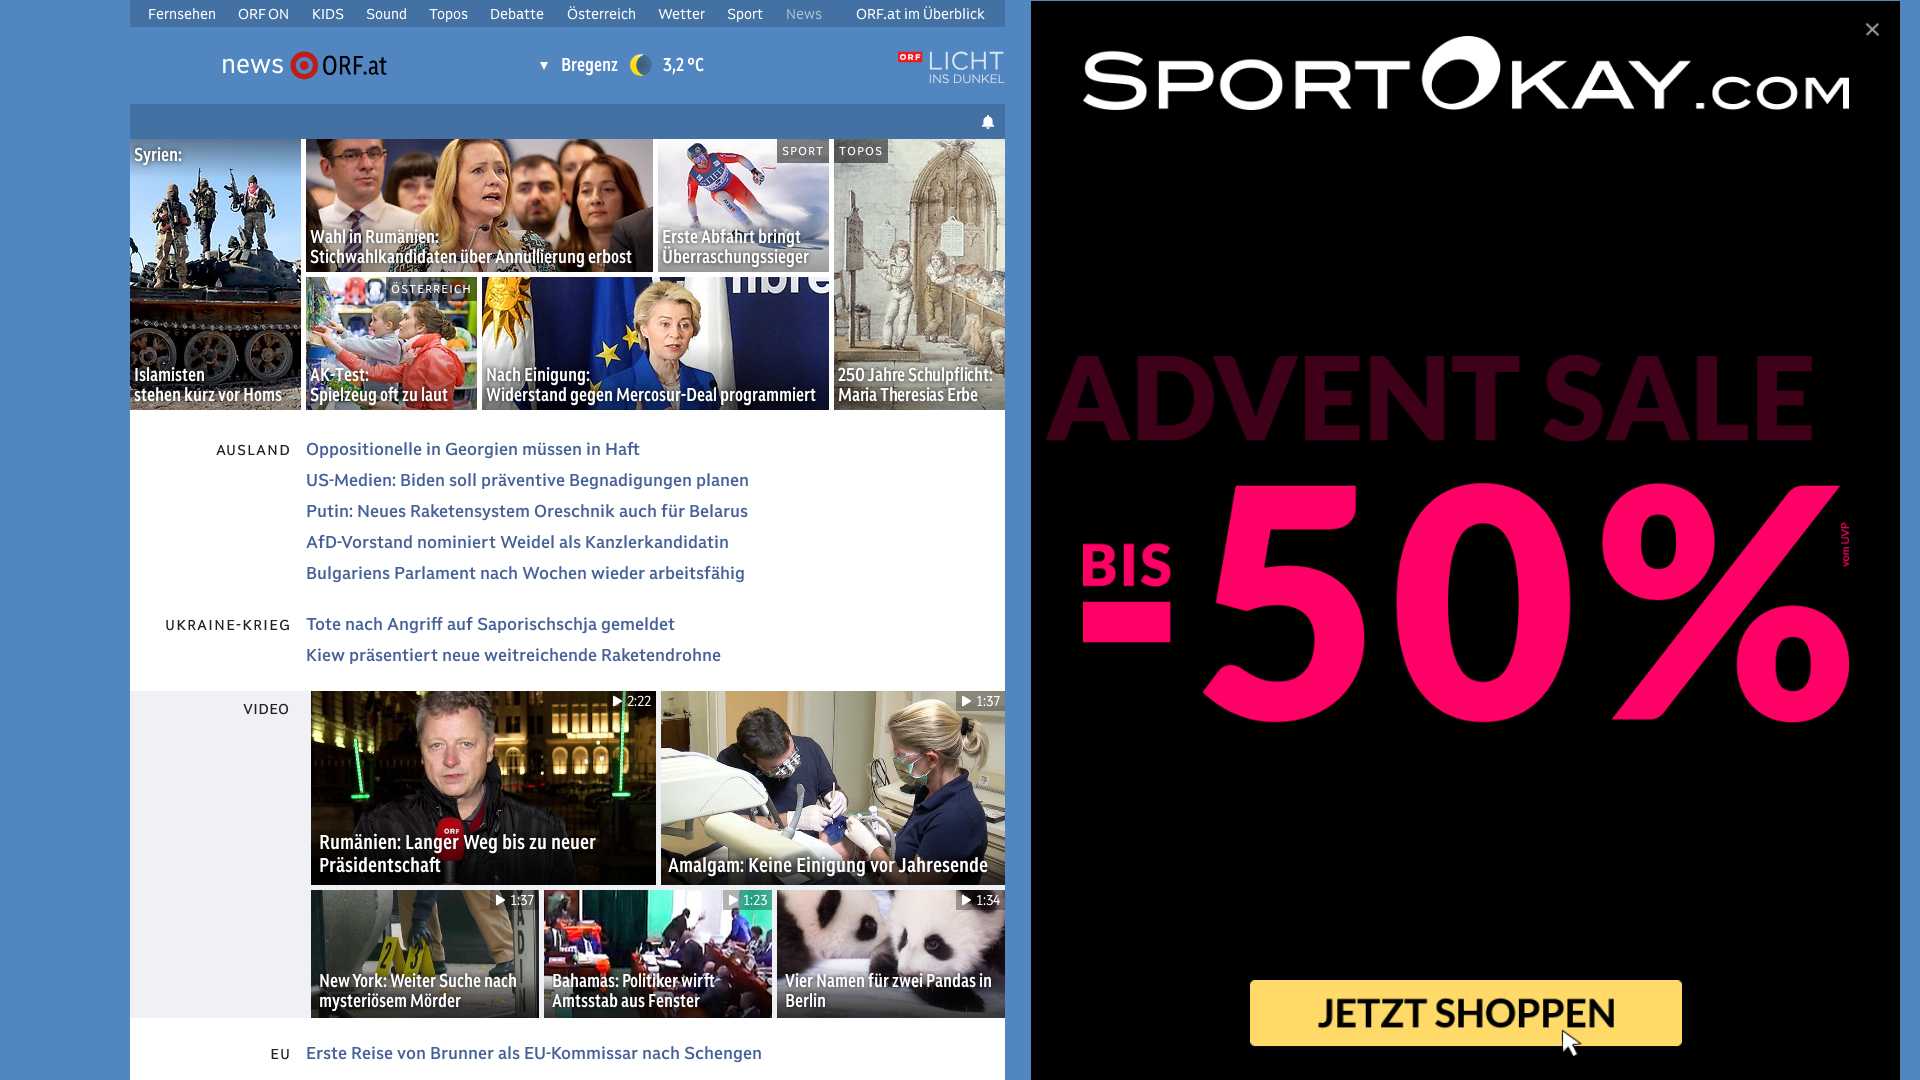 Fernsehen ORF ON KIDS Sound Topos Debatte Österreich Wetter Sport News ORF.at im Überblick
news ORF.at
▼ Bregenz 3,2 °C
ORF LICHT
INS DUNKEL
Syrien:
Islamisten
stehen kurz vor Homs
Wahl in Rumänien:
Stichwahlkandidaten über Annullierung erbost
SPORT
Erste Abfahrt bringt
Überraschungssieger
TOPOS
250 Jahre Schulpflicht:
Maria Theresias Erbe
ÖSTERREICH
AK-Test:
Spielzeug oft zu laut
libre
Nach Einigung:
Widerstand gegen Mercosur-Deal programmiert
AUSLAND
Oppositionelle in Georgien müssen in Haft
US-Medien: Biden soll präventive Begnadigungen planen
Putin: Neues Raketensystem Oreschnik auch für Belarus
AfD-Vorstand nominiert Weidel als Kanzlerkandidatin
Bulgariens Parlament nach Wochen wieder arbeitsfähig
UKRAINE-KRIEG
Tote nach Angriff auf Saporischschja gemeldet
Kiew präsentiert neue weitreichende Raketendrohne
VIDEO
2:22
ORF
Rumänien: Langer Weg bis zu neuer
Präsidentschaft
1:37
Amalgam: Keine Einigung vor Jahresende
1:37
New York: Weiter Suche nach
mysteriösem Mörder
1:23
Bahamas: Politiker wirft
Amtsstab aus Fenster
1:34
Vier Namen für zwei Pandas in
Berlin
EU
Erste Reise von Brunner als EU-Kommissar nach Schengen
SPORTOKAY.COM
ADVENT SALE
BIS
-50%
vom UVP
JETZT SHOPPEN